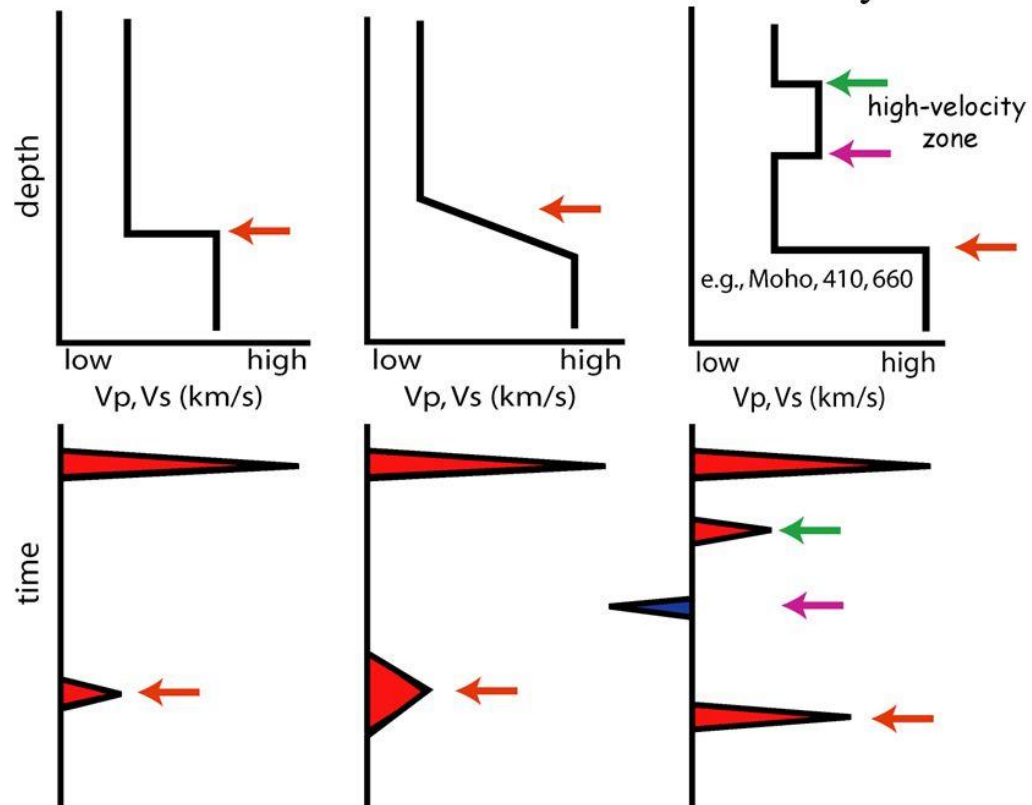 depth
low high
Vp, Vs (km/s)
low high
Vp, Vs (km/s)
high-velocity
zone
e.g., Moho, 410, 660
low high
Vp, Vs (km/s)
time